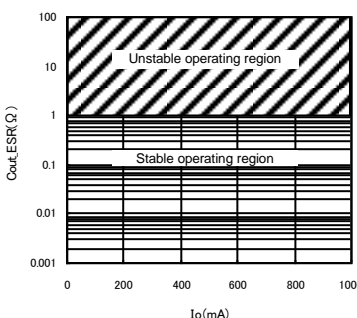 100
Unstable operating region
10
1
Cout_ESR(Ω)
Stable operating region
0.1
0.01
0.001
0 200 400 600 800 100
Io(mA)